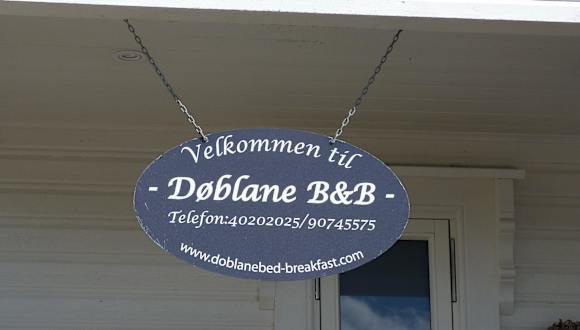 Velkommen til
- Døblane B&B -
Telefon:40202025/90745575
www.doblanebed-breakfast.com